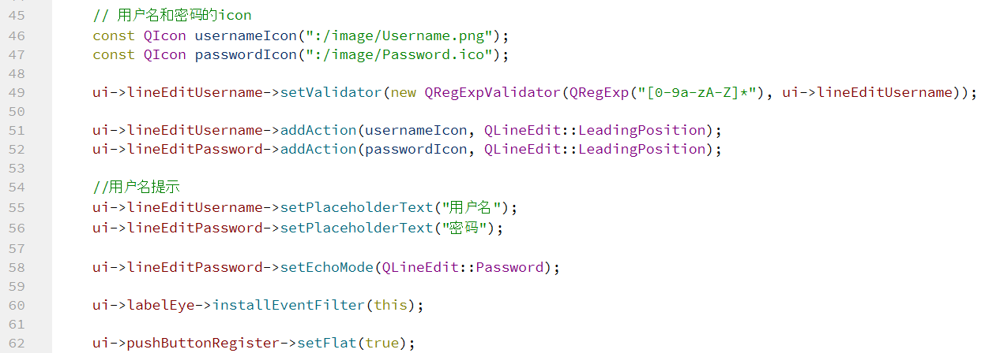 45 // 用户名和密码的icon
46 const QIcon usernameIcon(":/image/Username.png");
47 const QIcon passwordIcon(":/image/Password.ico");
48
49 ui->lineEditUsername->setValidator(new QRegExpValidator(QRegExp("[0-9a-zA-Z]*"), ui->lineEditUsername));
50
51 ui->lineEditUsername->addAction(usernameIcon, QLineEdit::LeadingPosition);
52 ui->lineEditPassword->addAction(passwordIcon, QLineEdit::LeadingPosition);
53
54 //用户名提示
55 ui->lineEditUsername->setPlaceholderText("用户名");
56 ui->lineEditPassword->setPlaceholderText("密码");
57
58 ui->lineEditPassword->setEchoMode(QLineEdit::Password);
59
60 ui->labelEye->installEventFilter(this);
61
62 ui->pushButtonRegister->setFlat(true);